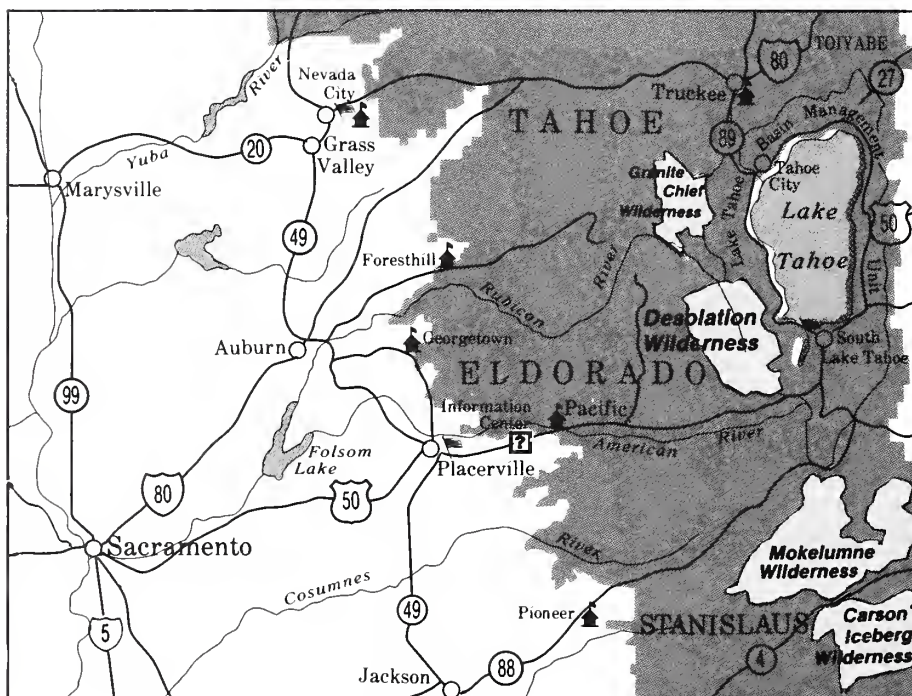 TOIYABE
80
27
River
Nevada
City
Truckee
TAHOE
89
Basin
Management
Yuba
20
Grass
Valley
Marysville
Tahoe
City
Granite
Chief
Wilderness
Lake Tahoe
Lake
Tahoe
50
Unit
49
Foresthill
River
Rubicon
Desolation
Wilderness
Auburn
Georgetown
South
Lake Tahoe
ELDORADO
99
Information
Center
Pacific
?
American
River
Folsom
Lake
Placerville
80
50
Sacramento
River
Mokelumne
Wilderness
Cosumnes
49
Pioneer
STANISLAUS
Carson
Iceberg
Wilderness
5
Jackson
88
4